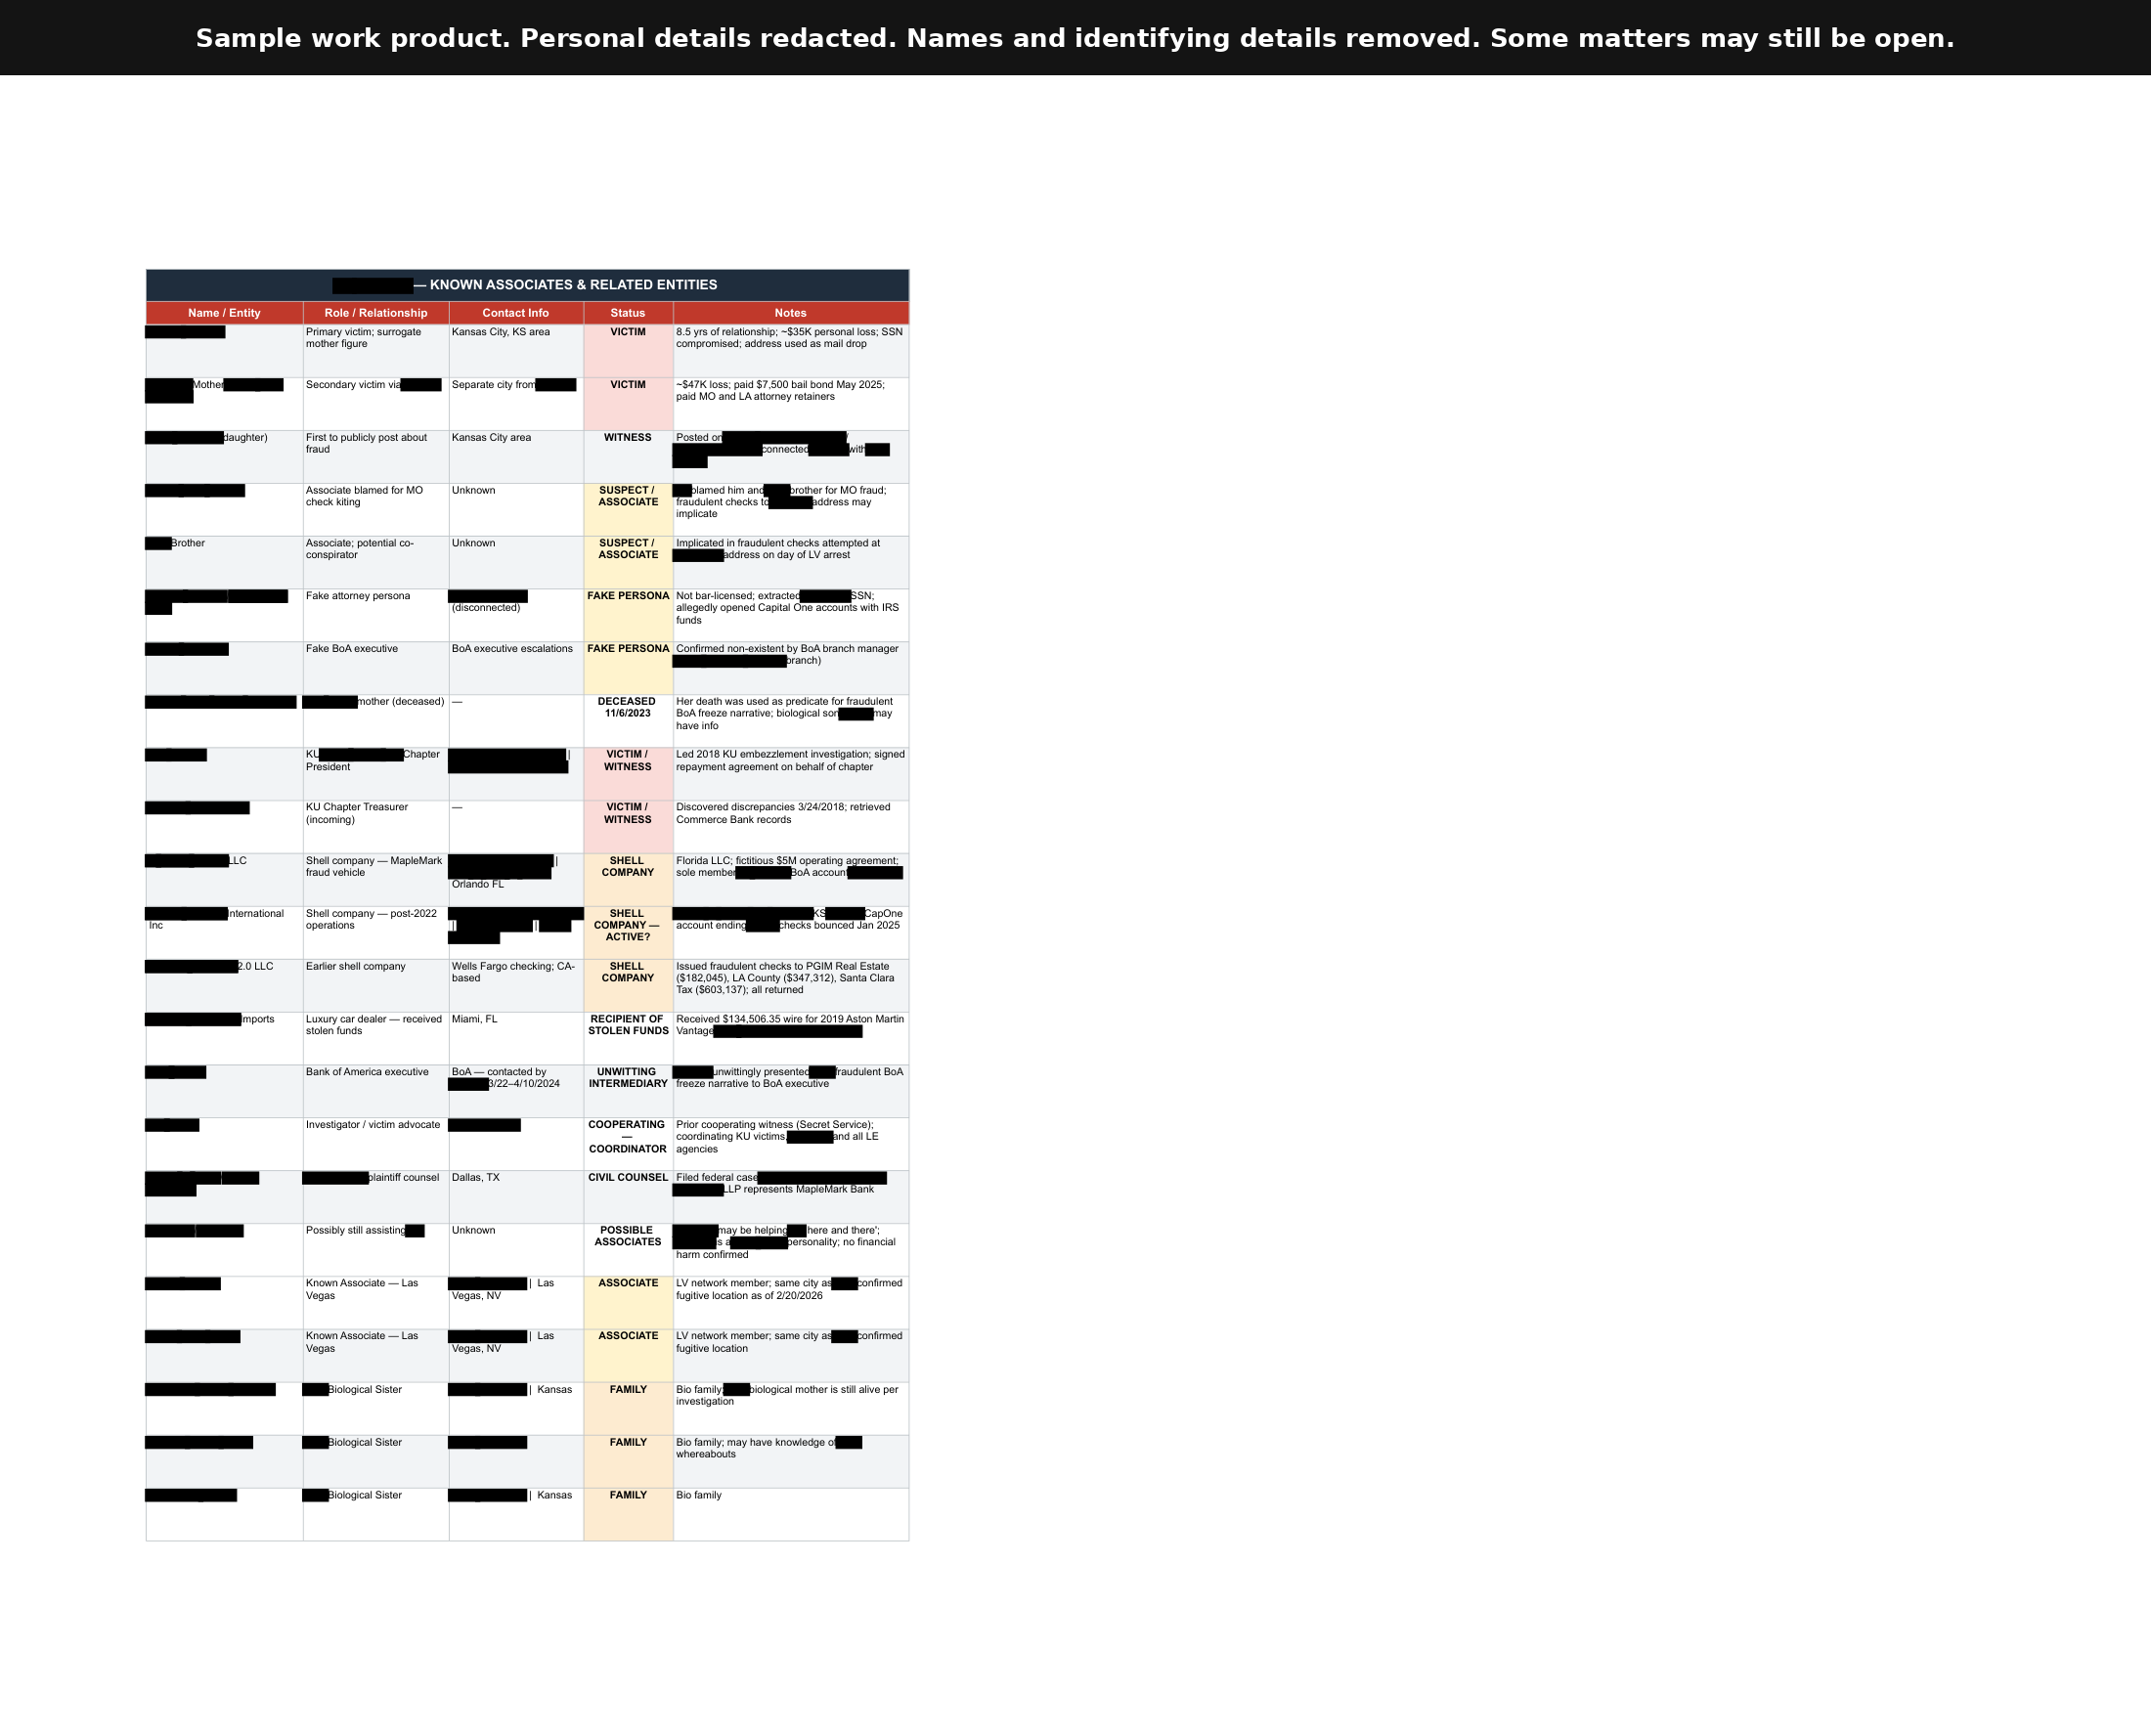 Sample work product. Personal details redacted. Names and identifying details removed. Some matters may still be open.
— KNOWN ASSOCIATES & RELATED ENTITIES
Name / Entity Role / Relationship Contact Info Status Notes
Primary victim; surrogate Kansas City, KS area VICTIM 8.5 yrs of relationship; ~$35K personal loss; SSN
mother figure compromised; address used as mail drop
Mother Secondary victim via Separate city from VICTIM ~$47K loss; paid $7,500 bail bond May 2025;
paid MO and LA attorney retainers
daughter) First to publicly post about Kansas City area WITNESS Posted on /
fraud connected with
Associate blamed for MO Unknown SUSPECT / blamed him and brother for MO fraud;
check kiting ASSOCIATE fraudulent checks to address may
implicate
Brother Associate; potential co- Unknown SUSPECT / Implicated in fraudulent checks attempted at
conspirator ASSOCIATE address on day of LV arrest
Fake attorney persona FAKE PERSONA Not bar-licensed; extracted SSN;
(disconnected) allegedly opened Capital One accounts with IRS
funds
Fake BoA executive BoA executive escalations FAKE PERSONA Confirmed non-existent by BoA branch manager
branch)
mother (deceased) — DECEASED Her death was used as predicate for fraudulent
11/6/2023 BoA freeze narrative; biological son may
have info
KU Chapter | VICTIM / Led 2018 KU embezzlement investigation; signed
President WITNESS repayment agreement on behalf of chapter
KU Chapter Treasurer — VICTIM / Discovered discrepancies 3/24/2018; retrieved
(incoming) WITNESS Commerce Bank records
LLC Shell company — MapleMark | SHELL Florida LLC; fictitious $5M operating agreement;
fraud vehicle COMPANY sole member BoA account
Orlando FL
International Shell company — post-2022 SHELL KS CapOne
Inc operations | | COMPANY — account ending checks bounced Jan 2025
ACTIVE?
2.0 LLC Earlier shell company Wells Fargo checking; CA- SHELL Issued fraudulent checks to PGIM Real Estate
based COMPANY ($182,045), LA County ($347,312), Santa Clara
Tax ($603,137); all returned
Imports Luxury car dealer — received Miami, FL RECIPIENT OF Received $134,506.35 wire for 2019 Aston Martin
stolen funds STOLEN FUNDS Vantage
Bank of America executive BoA — contacted by UNWITTING unwittingly presented fraudulent BoA
3/22–4/10/2024 INTERMEDIARY freeze narrative to BoA executive
Investigator / victim advocate COOPERATING Prior cooperating witness (Secret Service);
— coordinating KU victims, and all LE
COORDINATOR agencies
plaintiff counsel Dallas, TX CIVIL COUNSEL Filed federal case
LLP represents MapleMark Bank
Possibly still assisting Unknown POSSIBLE may be helping here and there';
ASSOCIATES is a personality; no financial
harm confirmed
Known Associate — Las | Las ASSOCIATE LV network member; same city as confirmed
Vegas Vegas, NV fugitive location as of 2/20/2026
Known Associate — Las | Las ASSOCIATE LV network member; same city as confirmed
Vegas Vegas, NV fugitive location
Biological Sister | Kansas FAMILY Bio family; biological mother is still alive per
investigation
Biological Sister FAMILY Bio family; may have knowledge of
whereabouts
Biological Sister | Kansas FAMILY Bio family